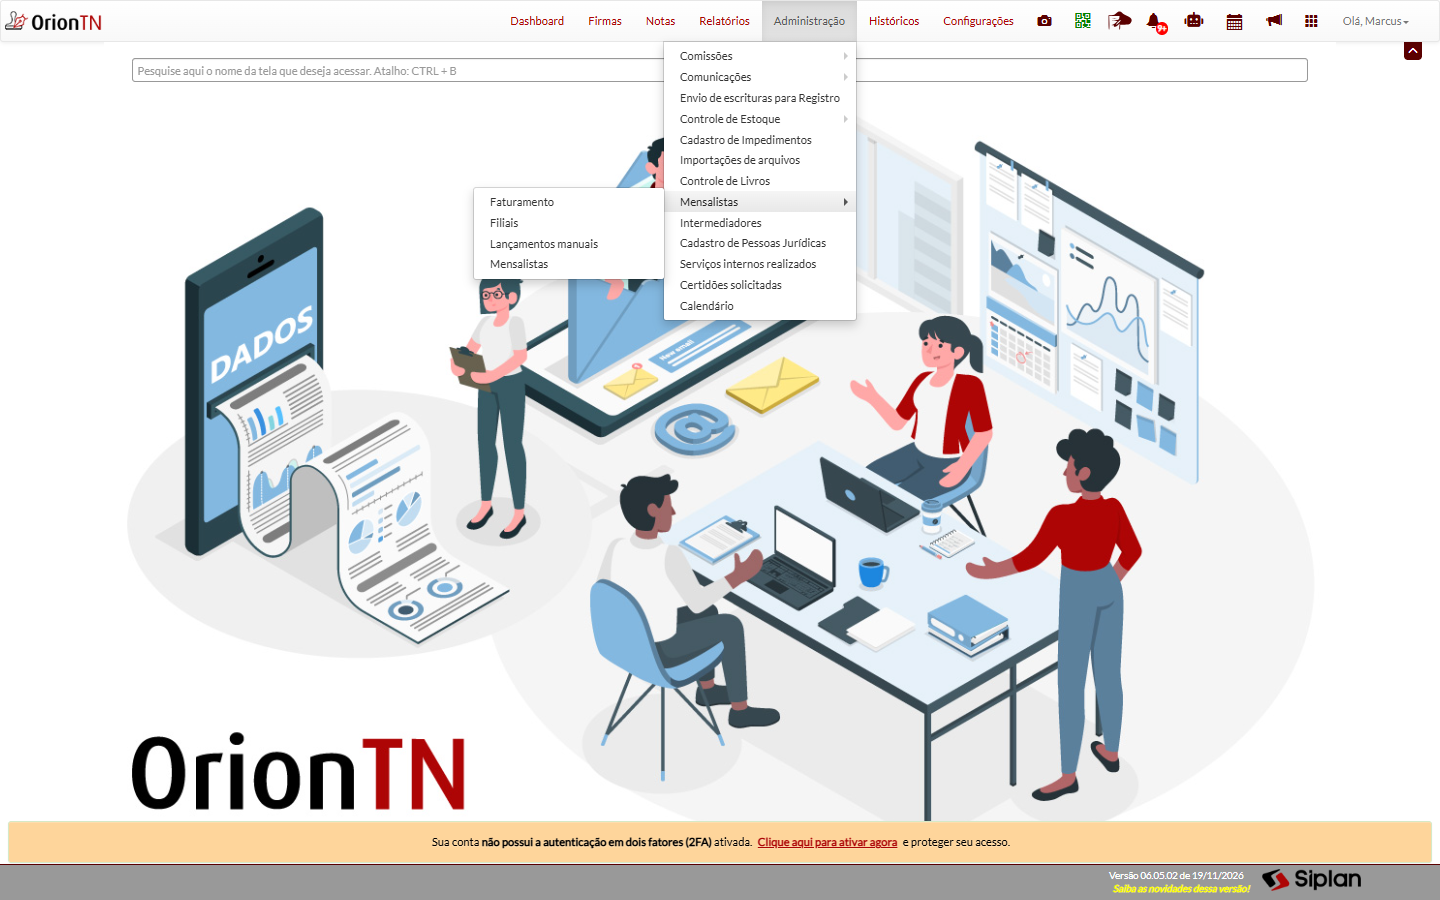 OrionTN
Dashboard
Firmas
Notas
Relatórios
Administração
Históricos
Configurações
9+
Olá, Marcus
Pesquise aqui o nome da tela que deseja acessar. Atalho: CTRL + B
Comissões
Comunicações
Envio de escrituras para Registro
Controle de Estoque
Cadastro de Impedimentos
Importações de arquivos
Controle de Livros
Mensalistas
Intermediadores
Cadastro de Pessoas Jurídicas
Serviços internos realizados
Certidões solicitadas
Calendário
Faturamento
Filiais
Lançamentos manuais
Mensalistas
DADOS
New email
@
OrionTN
Sua conta não possui a autenticação em dois fatores (2FA) ativada. Clique aqui para ativar agora e proteger seu acesso.
Versão 06.05.02 de 19/11/2026
Saiba as novidades dessa versão!
Siplan